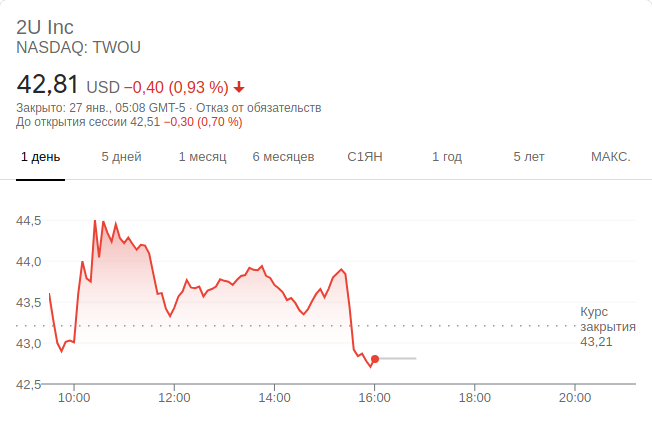 2U Inc
NASDAQ: TWOU
42,81 USD −0,40 (0,93 %)
Закрыто: 27 янв., 05:08 GMT-5 · Отказ от обязательств
До открытия сессии 42,51 −0,30 (0,70 %)
1 день 5 дней 1 месяц 6 месяцев С1ЯН 1 год 5 лет МАКС.
44,5
44,0
43,5
Курс
закрытия
43,21
43,0
42,5
10:00 12:00 14:00 16:00 18:00 20:00